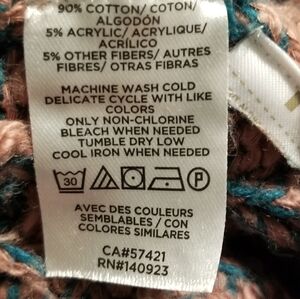 90% COTTON/ COTON/
ALGODÓN
5% ACRYLIC/ ACRYLIQUE/
ACRÍLICO
5% OTHER FIBERS/ AUTRES
FIBRES/ OTRAS FIBRAS
MACHINE WASH COLD
DELICATE CYCLE WITH LIKE
COLORS
ONLY NON-CHLORINE
BLEACH WHEN NEEDED
TUMBLE DRY LOW
COOL IRON WHEN NEEDED
30 P
AVEC DES COULEURS
SEMBLABLES / CON
COLORES SIMILARES
CA#57421
RN#140923